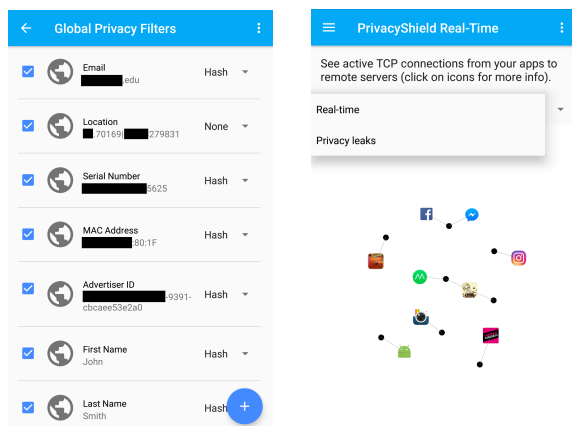 Global Privacy Filters
Email
.edu
Hash
Location
.70169
279831
None
Serial Number
5625
Hash
MAC Address
:80:1F
Hash
Advertiser ID
-9391-
cbcaee53e2a0
Hash
First Name
John
Hash
Last Name
Smith
Hash
PrivacyShield Real-Time
See active TCP connections from your apps to
remote servers (click on icons for more info).
Real-time
Privacy leaks